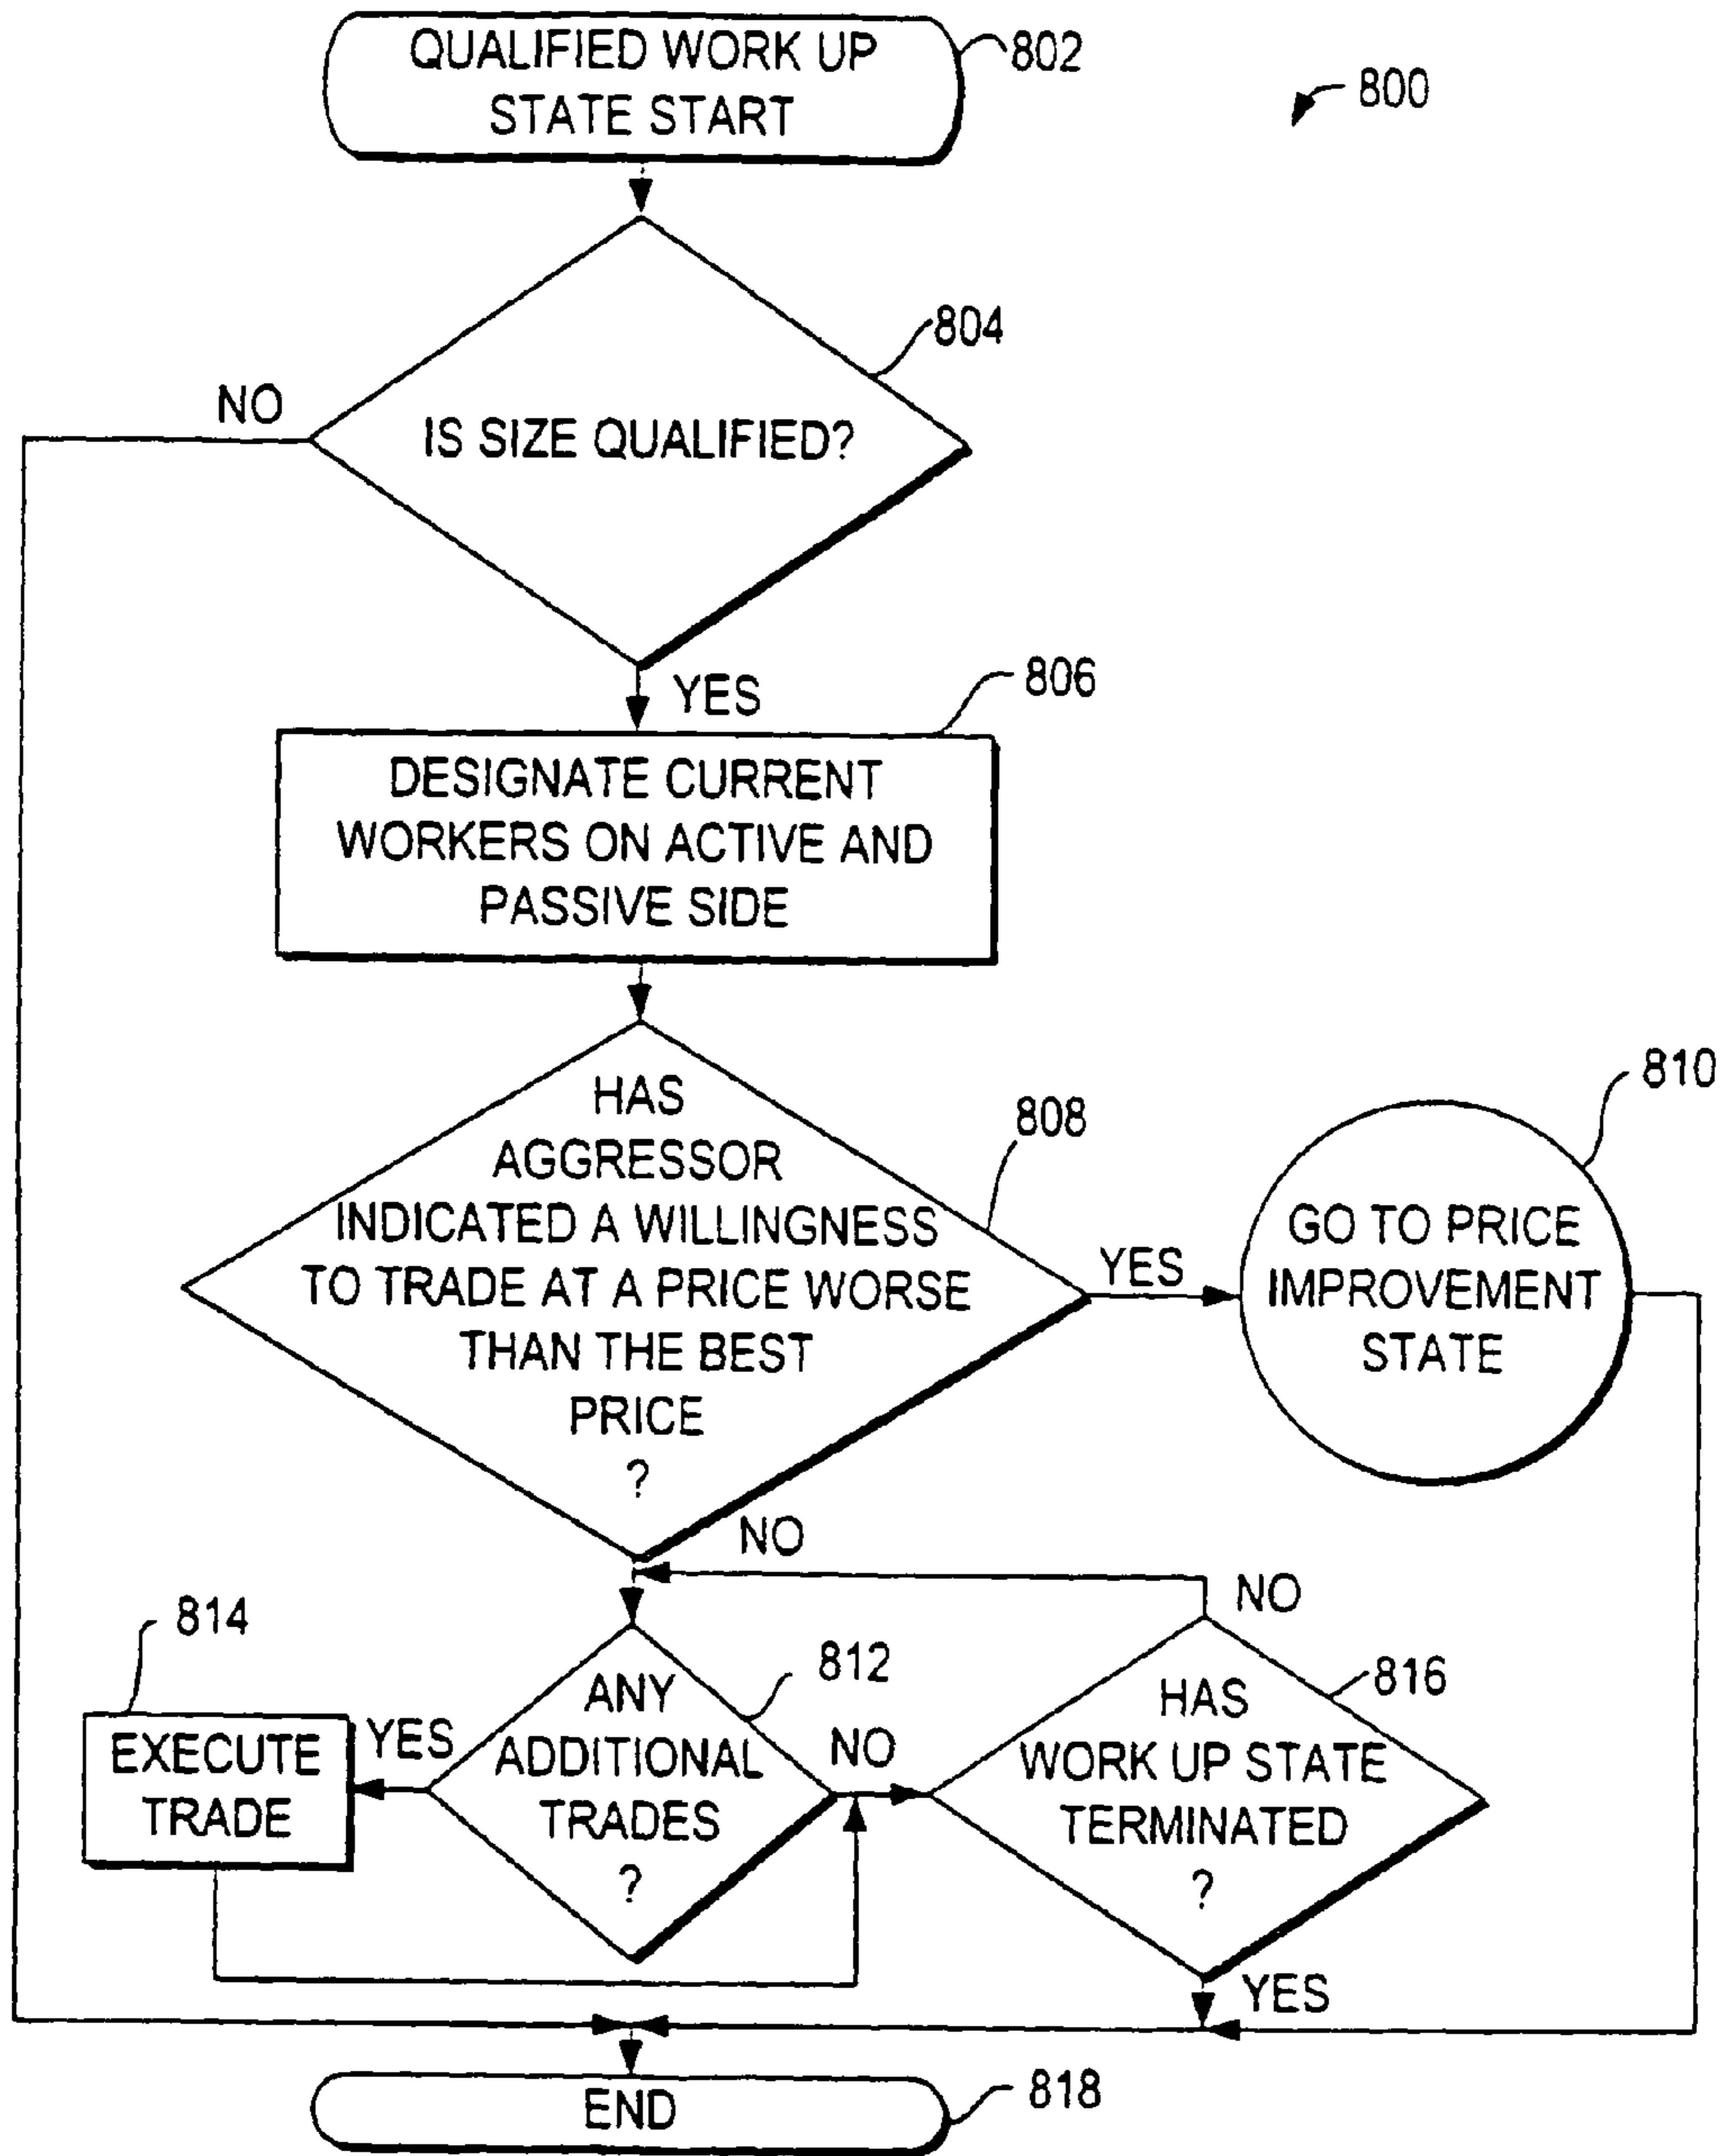 QUALIFIED WORK UP
STATE START
802
800
804
NO
IS SIZE QUALIFIED?
YES
806
DESIGNATE CURRENT
WORKERS ON ACTIVE AND
PASSIVE SIDE
HAS
AGGRESSOR
INDICATED A WILLINGNESS
TO TRADE AT A PRICE WORSE
THAN THE BEST
PRICE
?
808
YES
810
GO TO PRICE
IMPROVEMENT
STATE
NO
NO
814
EXECUTE
TRADE
YES
812
ANY
ADDITIONAL
TRADES
?
NO
816
HAS
WORK UP STATE
TERMINATED
?
YES
END
818